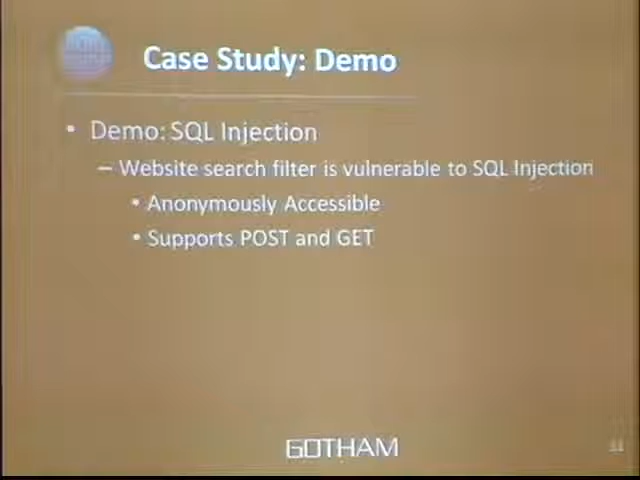 Case Study: Demo
• Demo: SQL Injection
– Website search filter is vulnerable to SQL Injection
• Anonymously Accessible
• Supports POST and GET
GOTHAM